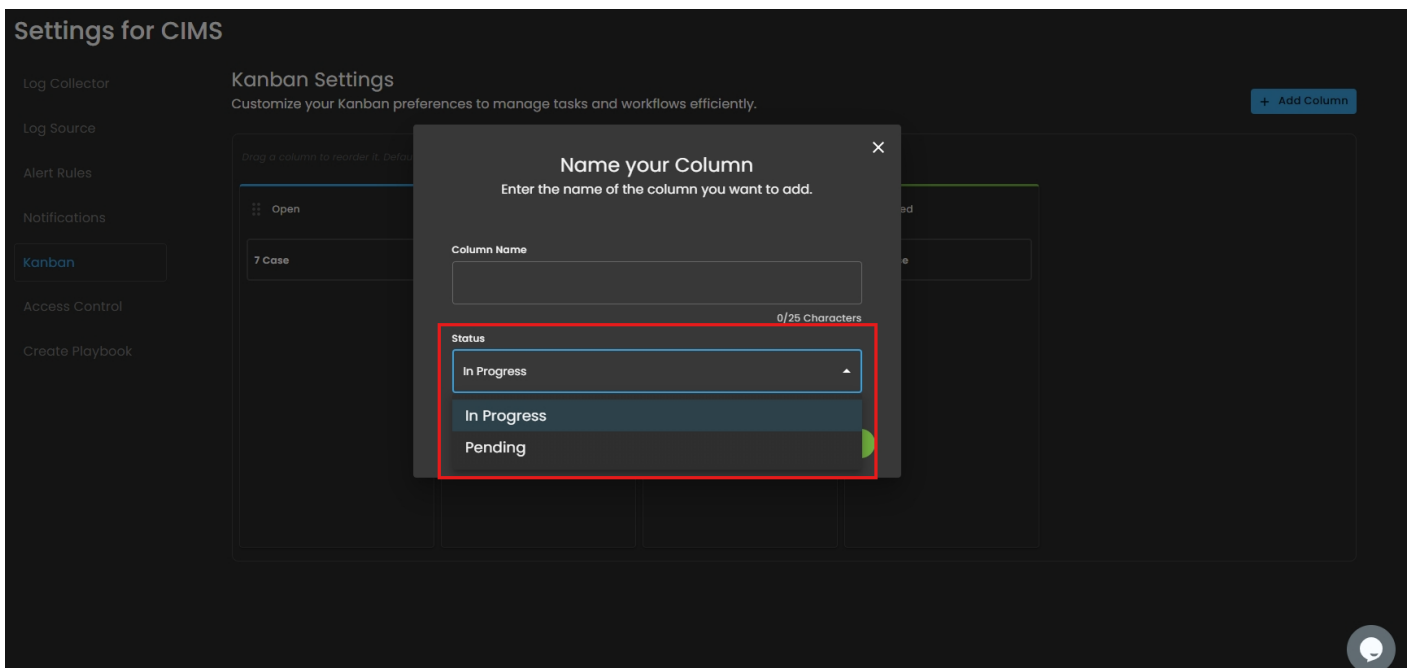 Settings for CIMS
Log Collector
Log Source
Alert Rules
Notifications
Kanban
Access Control
Create Playbook
Kanban Settings
Customize your Kanban preferences to manage tasks and workflows efficiently.
+ Add Column
Drag a column to reorder it.
Open
7 Case
Name your Column
Enter the name of the column you want to add.
Column Name
0/25 Characters
Status
In Progress
In Progress
Pending